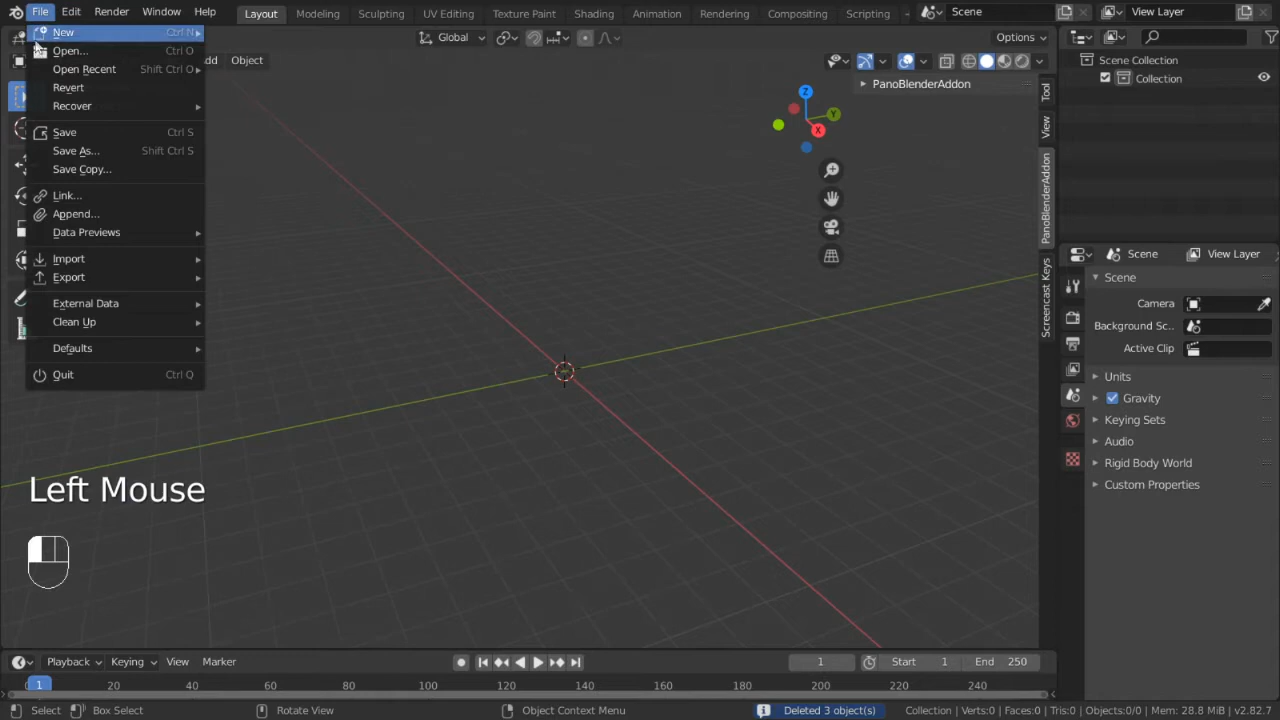 File Edit Render Window Help Layout Modeling Sculpting UV Editing Texture Paint Shading Animation Rendering Compositing Scripting Scene View Layer
New Ctrl N
Open... Ctrl O
Open Recent Shift Ctrl O
Revert
Recover
Save Ctrl S
Save As... Shift Ctrl S
Save Copy...
Link...
Append...
Data Previews
Import
Export
External Data
Clean Up
Defaults
Quit Ctrl Q
Global Options
Object
PanoBlenderAddon
Z
Y
X
Tool
View
PanoBlenderAddon
Screencast Keys
Scene Collection
Collection
Scene View Layer
Scene
Camera
Background Sc..
Active Clip
Units
Gravity
Keying Sets
Audio
Rigid Body World
Custom Properties
Left Mouse
Playback Keying View Marker 1 Start 1 End 250
1 20 40 60 80 100 120 140 160 180 200 220 240
Select Box Select Rotate View Object Context Menu Deleted 3 object(s) Collection | Verts:0 | Faces:0 | Tris:0 | Objects:0/0 | Mem: 28.8 MiB | v2.82.7